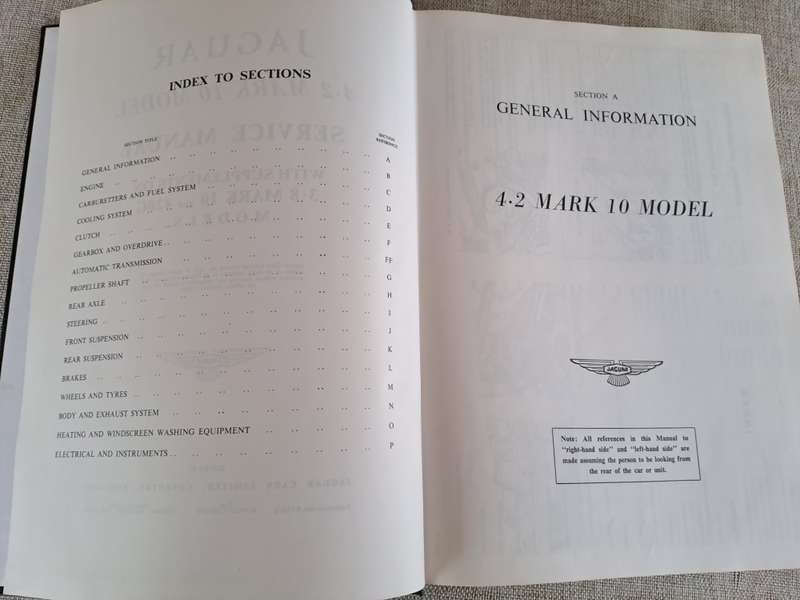 INDEX TO SECTIONS
SECTION TITLE SECTION REFERENCE
GENERAL INFORMATION .. .. .. .. .. .. .. .. .. .. A
ENGINE .. .. .. .. .. .. .. .. .. .. .. .. B
CARBURETTERS AND FUEL SYSTEM .. .. .. .. .. .. .. .. C
COOLING SYSTEM .. .. .. .. .. .. .. .. .. .. D
CLUTCH .. .. .. .. .. .. .. .. .. .. .. E
GEARBOX AND OVERDRIVE .. .. .. .. .. .. .. .. .. F
AUTOMATIC TRANSMISSION .. .. .. .. .. .. .. .. .. FF
PROPELLER SHAFT .. .. .. .. .. .. .. .. .. .. G
REAR AXLE .. .. .. .. .. .. .. .. .. .. H
STEERING .. .. .. .. .. .. .. .. .. .. .. I
FRONT SUSPENSION .. .. .. .. .. .. .. .. .. .. J
REAR SUSPENSION .. .. .. .. .. .. .. .. .. .. K
BRAKES .. .. .. .. .. .. .. .. .. .. .. L
WHEELS AND TYRES .. .. .. .. .. .. .. .. .. .. M
BODY AND EXHAUST SYSTEM .. .. .. .. .. .. .. .. N
HEATING AND WINDSCREEN WASHING EQUIPMENT .. .. .. .. .. O
ELECTRICAL AND INSTRUMENTS .. .. .. .. .. .. .. .. P
SECTION A
GENERAL INFORMATION
4·2 MARK 10 MODEL
JAGUAR
Note: All references in this Manual to
"right-hand side" and "left-hand side" are
made assuming the person to be looking from
the rear of the car or unit.